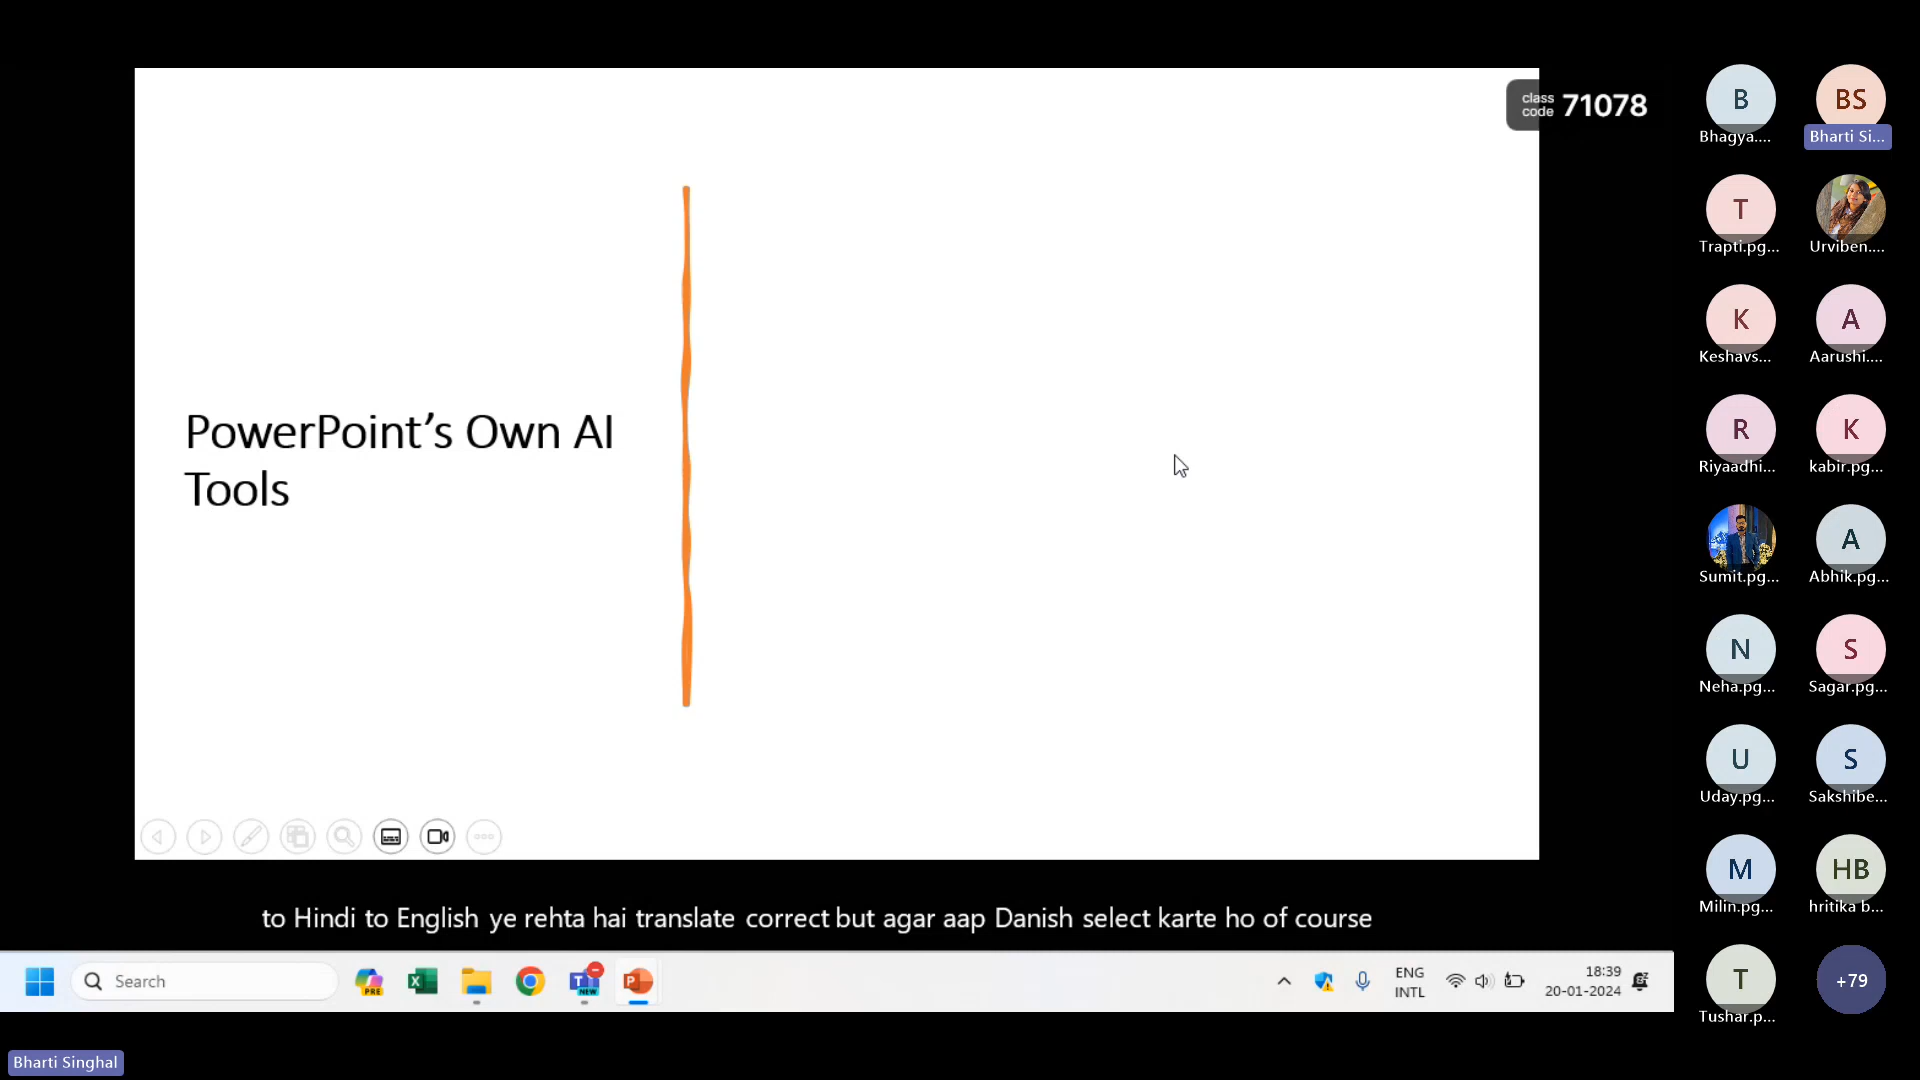 class
code 71078
PowerPoint’s Own AI
Tools
to Hindi to English ye rehta hai translate correct but agar aap Danish select karte ho of course
B
Bhagya....
BS
Bharti Si...
T
Trapti.pg...
Urviben....
K
Keshavs...
A
Aarushi....
R
Riyaadhi...
K
kabir.pg...
Sumit.pg...
A
Abhik.pg...
N
Neha.pg...
S
Sagar.pg...
U
Uday.pg...
S
Sakshibe...
M
Milin.pg...
HB
hritika b...
T
Tushar.p...
+79
Search
PRE
NEW
ENG
INTL
18:39
20-01-2024
Bharti Singhal